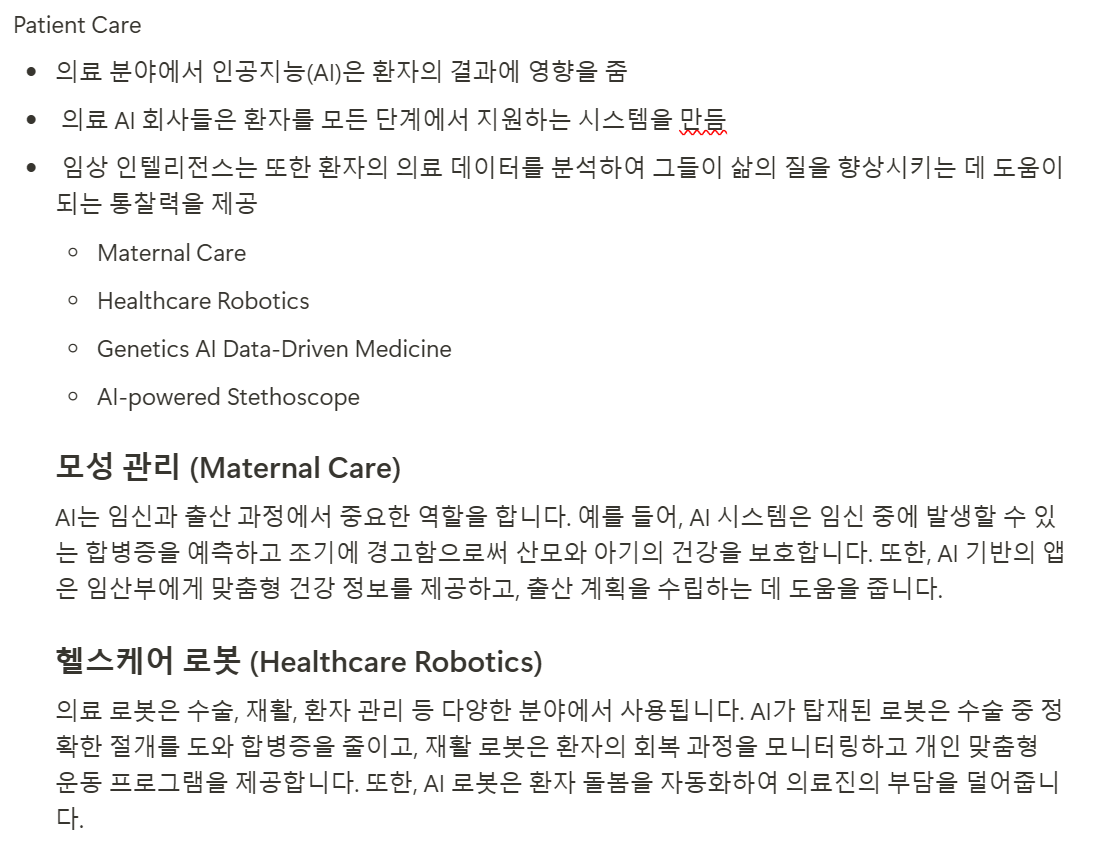 Patient Care
• 의료 분야에서 인공지능(AI)은 환자의 결과에 영향을 줌
• 의료 AI 회사들은 환자를 모든 단계에서 지원하는 시스템을 만듬
• 임상 인텔리전스는 또한 환자의 의료 데이터를 분석하여 그들이 삶의 질을 향상시키는 데 도움이
되는 통찰력을 제공
◦ Maternal Care
◦ Healthcare Robotics
◦ Genetics AI Data-Driven Medicine
◦ AI-powered Stethoscope
모성 관리 (Maternal Care)
AI는 임신과 출산 과정에서 중요한 역할을 합니다. 예를 들어, AI 시스템은 임신 중에 발생할 수 있
는 합병증을 예측하고 조기에 경고함으로써 산모와 아기의 건강을 보호합니다. 또한, AI 기반의 앱
은 임산부에게 맞춤형 건강 정보를 제공하고, 출산 계획을 수립하는 데 도움을 줍니다.
헬스케어 로봇 (Healthcare Robotics)
의료 로봇은 수술, 재활, 환자 관리 등 다양한 분야에서 사용됩니다. AI가 탑재된 로봇은 수술 중 정
확한 절개를 도와 합병증을 줄이고, 재활 로봇은 환자의 회복 과정을 모니터링하고 개인 맞춤형
운동 프로그램을 제공합니다. 또한, AI 로봇은 환자 돌봄을 자동화하여 의료진의 부담을 덜어줍니
다.